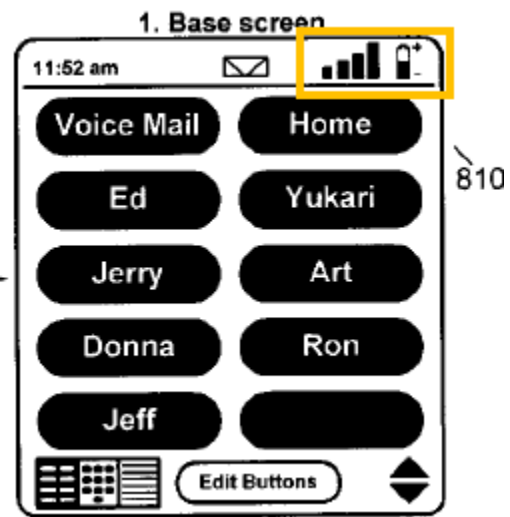 1. Base screen
11:52 am
Voice Mail Home
Ed Yukari
810
Jerry Art
Donna Ron
Jeff
Edit Buttons